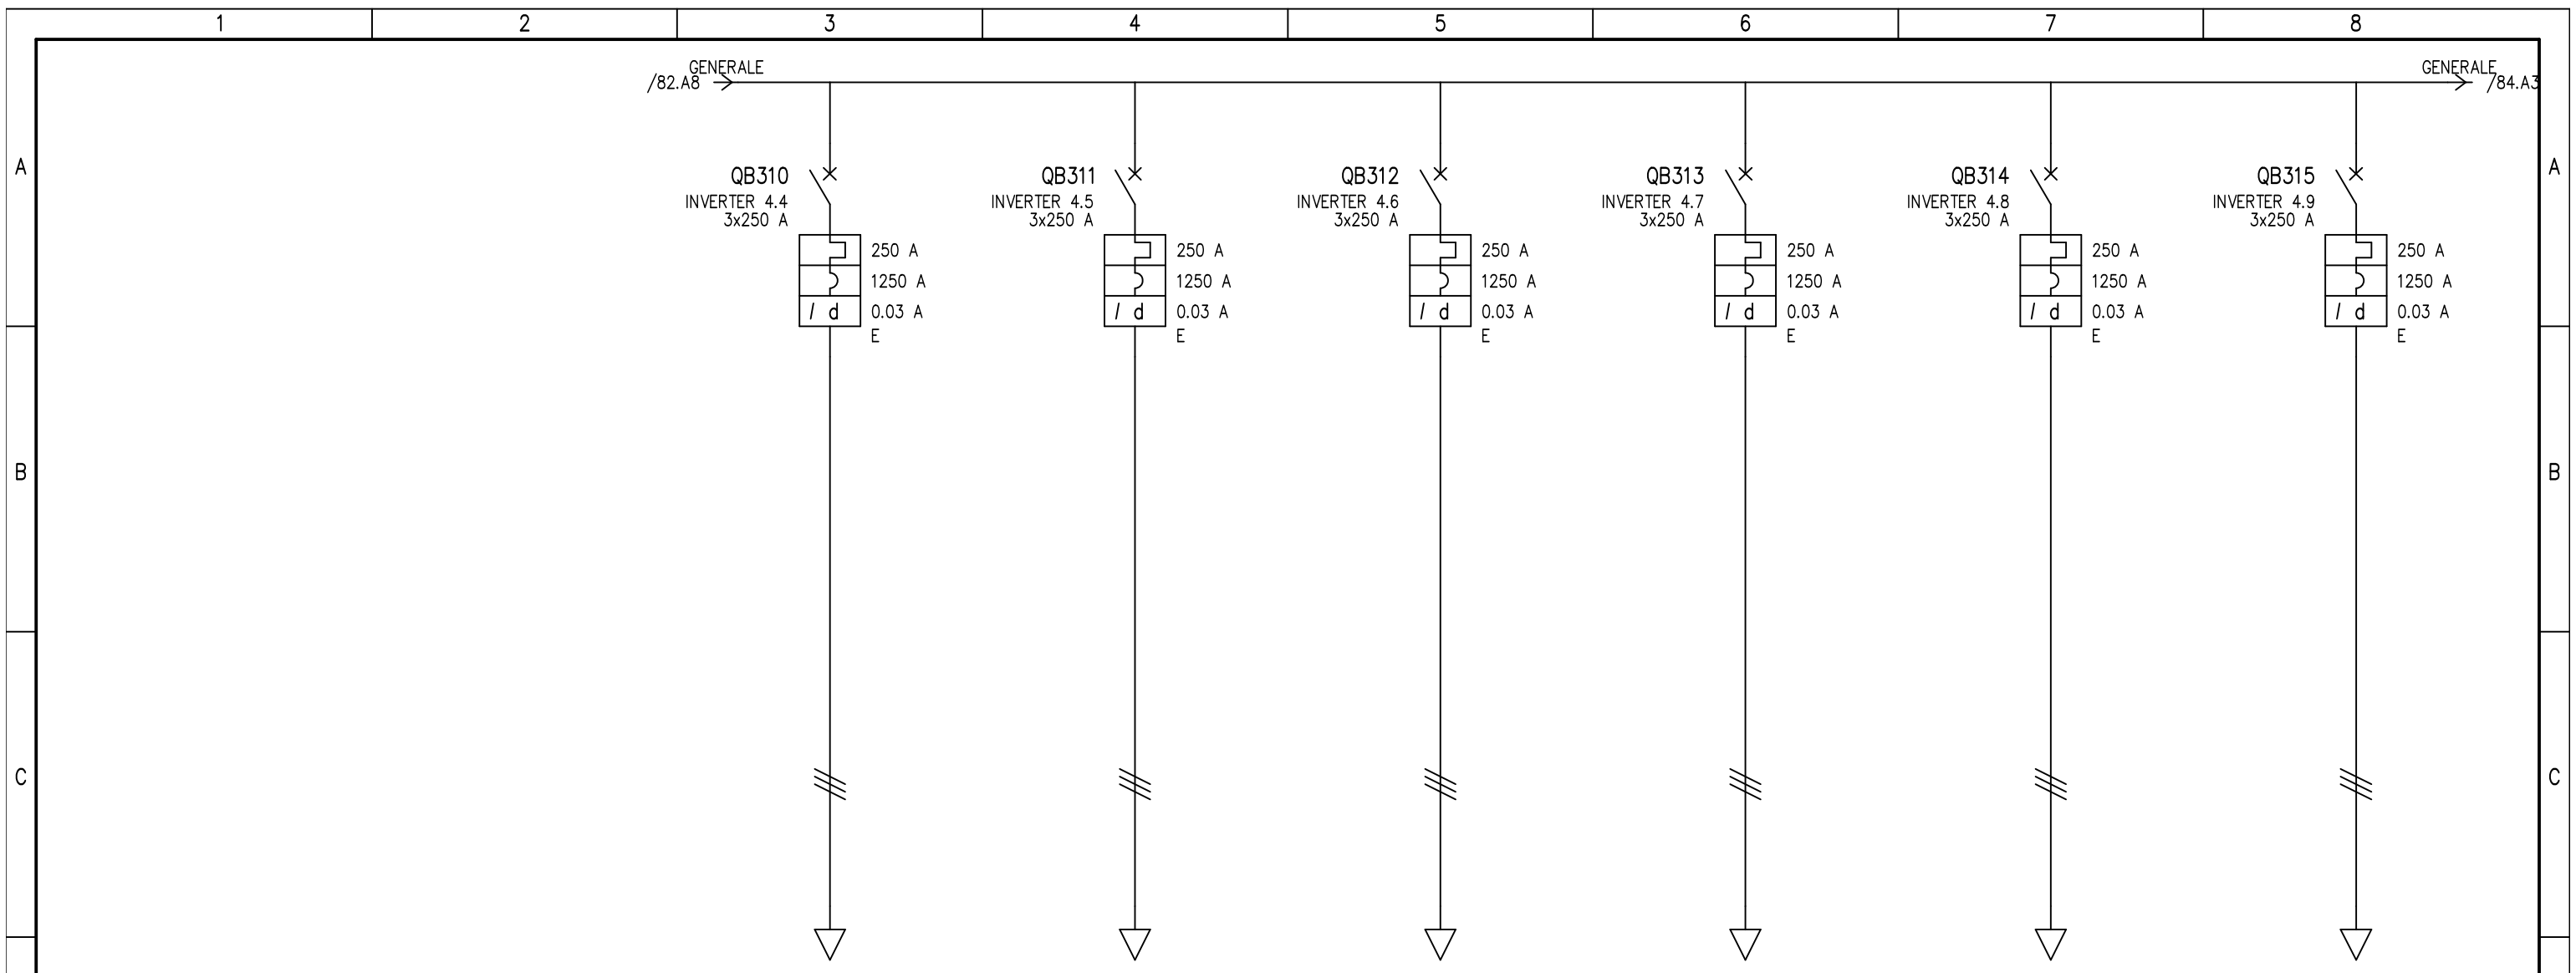 1 2 3 4 5 6 7 8
GENERALE GENERALE
/82.A8 /84.A3
A A
QB310 QB311 QB312 QB313 QB314 QB315
INVERTER 4.4 INVERTER 4.5 INVERTER 4.6 INVERTER 4.7 INVERTER 4.8 INVERTER 4.9
3x250 A 3x250 A 3x250 A 3x250 A 3x250 A 3x250 A
250 A 250 A 250 A 250 A 250 A 250 A
1250 A 1250 A 1250 A 1250 A 1250 A 1250 A
I d 0.03 A I d 0.03 A I d 0.03 A I d 0.03 A I d 0.03 A I d 0.03 A
E E E E E E
B B
C C